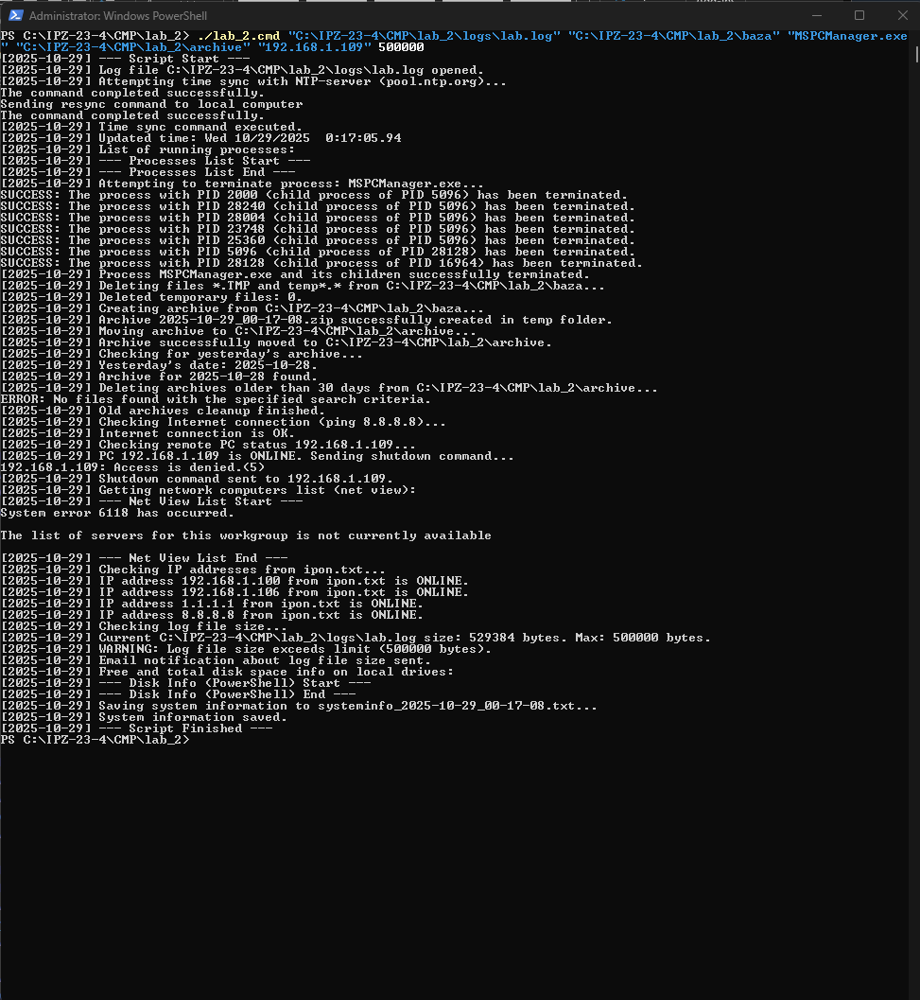 Administrator: Windows PowerShell
PS C:\IPZ-23-4\CMP\lab_2> ./lab_2.cmd "C:\IPZ-23-4\CMP\lab_2\logs\lab.log" "C:\IPZ-23-4\CMP\lab_2\baza" "MSPCManager.exe
" "C:\IPZ-23-4\CMP\lab_2\archive" "192.168.1.109" 500000
[2025-10-29] --- Script Start ---
[2025-10-29] Log file C:\IPZ-23-4\CMP\lab_2\logs\lab.log opened.
[2025-10-29] Attempting time sync with NTP-server (pool.ntp.org)...
The command completed successfully.
Sending resync command to local computer
The command completed successfully.
[2025-10-29] Time sync command executed.
[2025-10-29] Updated time: Wed 10/29/2025  0:17:05.94
[2025-10-29] List of running processes:
[2025-10-29] --- Processes List Start ---
[2025-10-29] --- Processes List End ---
[2025-10-29] Attempting to terminate process: MSPCManager.exe...
SUCCESS: The process with PID 2000 (child process of PID 5096) has been terminated.
SUCCESS: The process with PID 28240 (child process of PID 5096) has been terminated.
SUCCESS: The process with PID 28004 (child process of PID 5096) has been terminated.
SUCCESS: The process with PID 23748 (child process of PID 5096) has been terminated.
SUCCESS: The process with PID 25360 (child process of PID 5096) has been terminated.
SUCCESS: The process with PID 5096 (child process of PID 28128) has been terminated.
SUCCESS: The process with PID 28128 (child process of PID 16964) has been terminated.
[2025-10-29] Process MSPCManager.exe and its children successfully terminated.
[2025-10-29] Deleting files *.TMP and temp*.* from C:\IPZ-23-4\CMP\lab_2\baza...
[2025-10-29] Deleted temporary files: 0.
[2025-10-29] Creating archive from C:\IPZ-23-4\CMP\lab_2\baza...
[2025-10-29] Archive 2025-10-29_00-17-08.zip successfully created in temp folder.
[2025-10-29] Moving archive to C:\IPZ-23-4\CMP\lab_2\archive...
[2025-10-29] Archive successfully moved to C:\IPZ-23-4\CMP\lab_2\archive.
[2025-10-29] Checking for yesterday's archive...
[2025-10-29] Yesterday's date: 2025-10-28.
[2025-10-29] Archive for 2025-10-28 found.
[2025-10-29] Deleting archives older than 30 days from C:\IPZ-23-4\CMP\lab_2\archive...
ERROR: No files found with the specified search criteria.
[2025-10-29] Old archives cleanup finished.
[2025-10-29] Checking Internet connection (ping 8.8.8.8)...
[2025-10-29] Internet connection is OK.
[2025-10-29] Checking remote PC status 192.168.1.109...
[2025-10-29] PC 192.168.1.109 is ONLINE. Sending shutdown command...
192.168.1.109: Access is denied.(5)
[2025-10-29] Shutdown command sent to 192.168.1.109.
[2025-10-29] Getting network computers list (net view):
[2025-10-29] --- Net View List Start ---
System error 6118 has occurred.
The list of servers for this workgroup is not currently available
[2025-10-29] --- Net View List End ---
[2025-10-29] Checking IP addresses from ipon.txt...
[2025-10-29] IP address 192.168.1.100 from ipon.txt is ONLINE.
[2025-10-29] IP address 192.168.1.106 from ipon.txt is ONLINE.
[2025-10-29] IP address 1.1.1.1 from ipon.txt is ONLINE.
[2025-10-29] IP address 8.8.8.8 from ipon.txt is ONLINE.
[2025-10-29] Checking log file size...
[2025-10-29] Current C:\IPZ-23-4\CMP\lab_2\logs\lab.log size: 529384 bytes. Max: 500000 bytes.
[2025-10-29] WARNING: Log file size exceeds limit (500000 bytes).
[2025-10-29] Email notification about log file size sent.
[2025-10-29] Free and total disk space info on local drives:
[2025-10-29] --- Disk Info (PowerShell) Start ---
[2025-10-29] --- Disk Info (PowerShell) End ---
[2025-10-29] Saving system information to systeminfo_2025-10-29_00-17-08.txt...
[2025-10-29] System information saved.
[2025-10-29] --- Script Finished ---
PS C:\IPZ-23-4\CMP\lab_2>